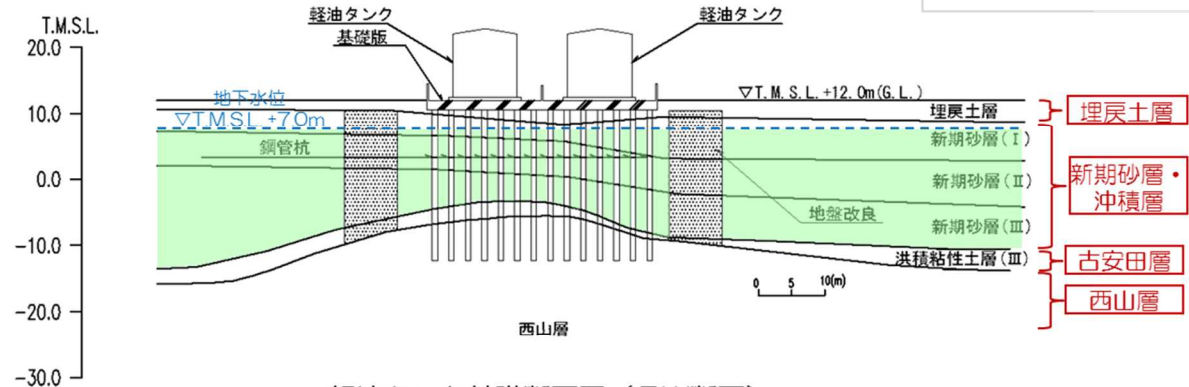 T.M.S.L.
20.0
10.0
0.0
-10.0
-20.0
-30.0
軽油タンク
軽油タンク
基礎版
地下水位
▽T.M.S.L.+7.0m
▽T.M.S.L.+12.0m(G.L.)
埋戻土層
鋼管杭
新期砂層(Ⅰ)
新期砂層(Ⅱ)
地盤改良
新期砂層(Ⅲ)
洪積粘性土層(Ⅲ)
0 5 10(m)
西山層
埋戻土層
新期砂層・
沖積層
古安田層
西山層